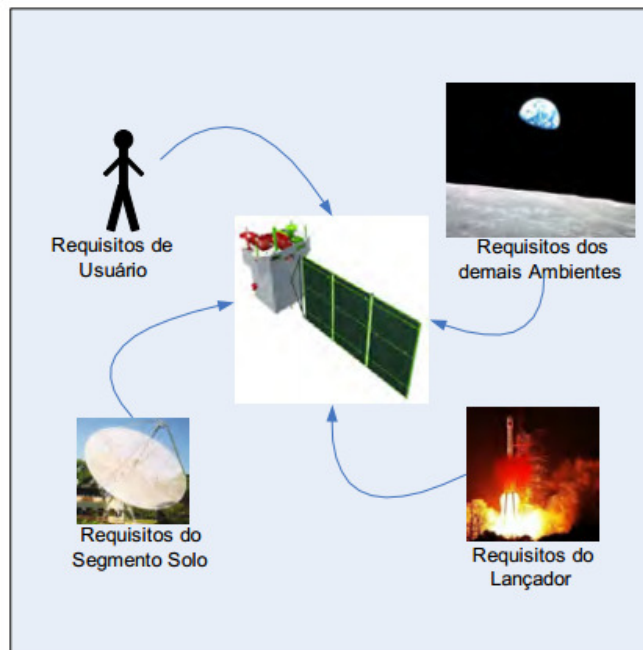 Requisitos de
Usuário
Requisitos dos
demais Ambientes
Requisitos do
Segmento Solo
Requisitos do
Lançador